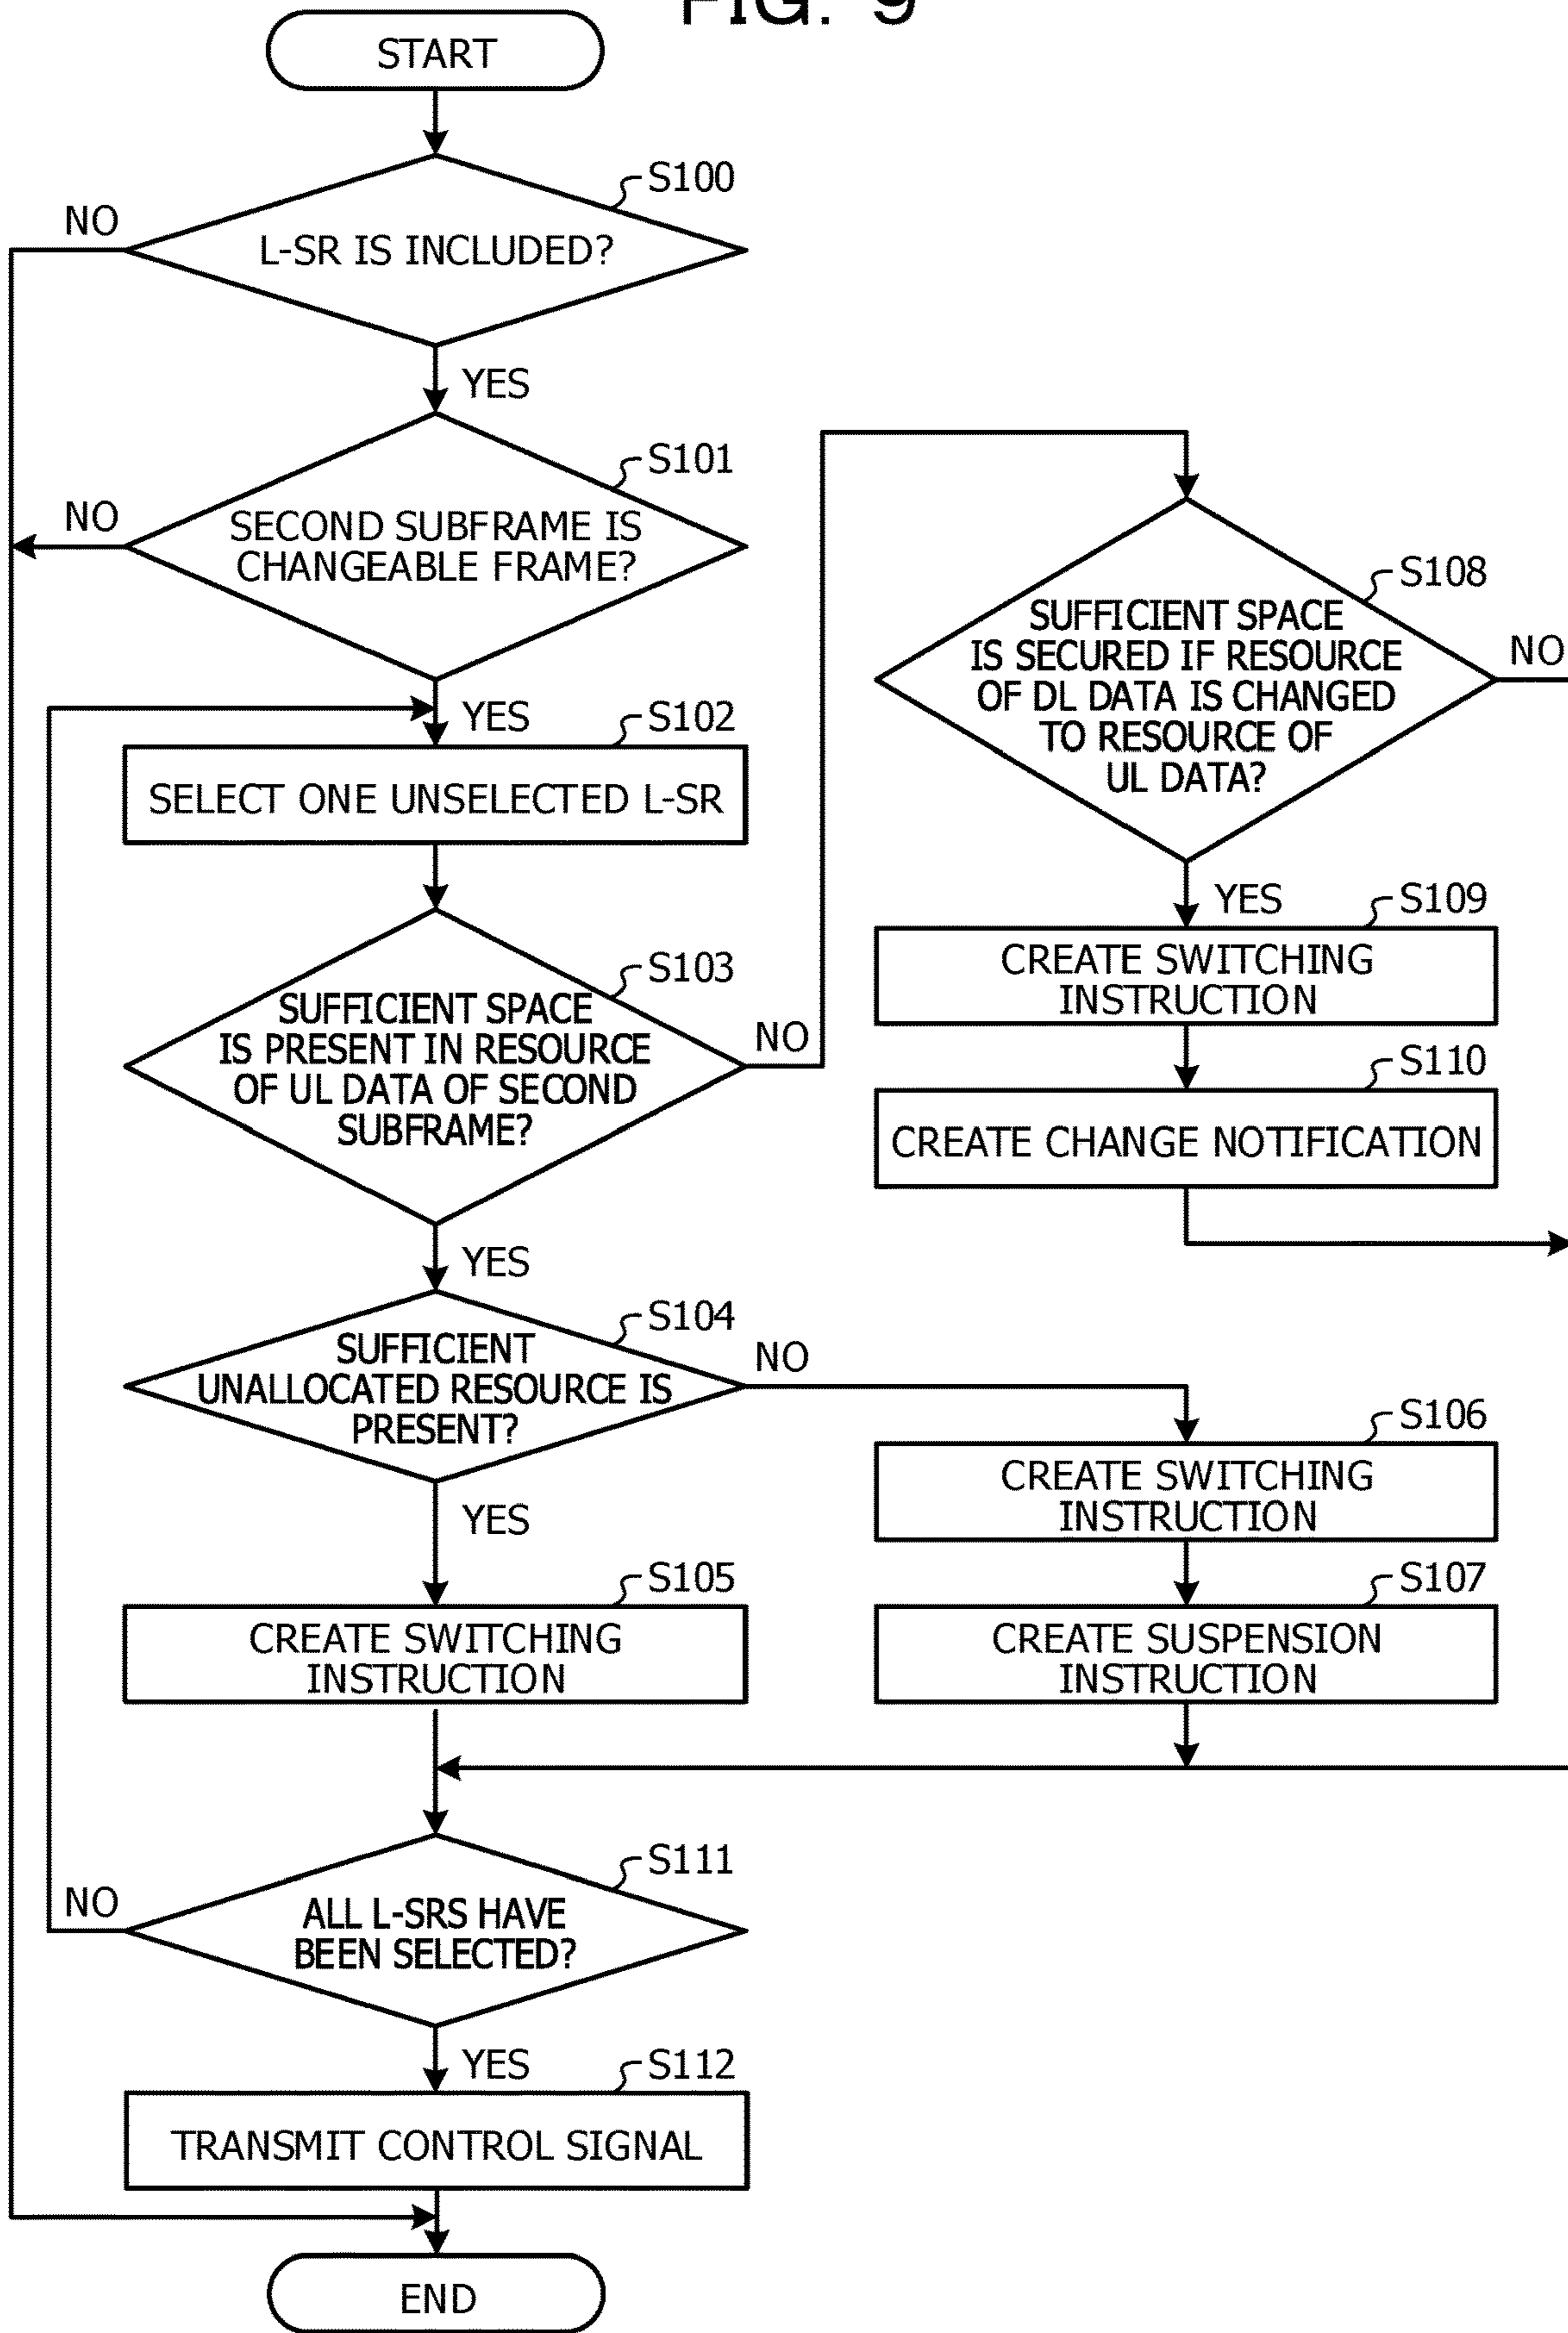 FIG. 9
START
S100
NO
L-SR IS INCLUDED?
YES
S101
NO
SECOND SUBFRAME IS
CHANGEABLE FRAME?
YES
S102
SELECT ONE UNSELECTED L-SR
S103
SUFFICIENT SPACE
IS PRESENT IN RESOURCE
OF UL DATA OF SECOND
SUBFRAME?
NO
YES
S108
SUFFICIENT SPACE
IS SECURED IF RESOURCE
OF DL DATA IS CHANGED
TO RESOURCE OF
UL DATA?
NO
YES
S109
CREATE SWITCHING
INSTRUCTION
S110
CREATE CHANGE NOTIFICATION
S104
SUFFICIENT
UNALLOCATED RESOURCE IS
PRESENT?
NO
YES
S105
CREATE SWITCHING
INSTRUCTION
S106
CREATE SWITCHING
INSTRUCTION
S107
CREATE SUSPENSION
INSTRUCTION
S111
NO
ALL L-SRS HAVE
BEEN SELECTED?
YES
S112
TRANSMIT CONTROL SIGNAL
END